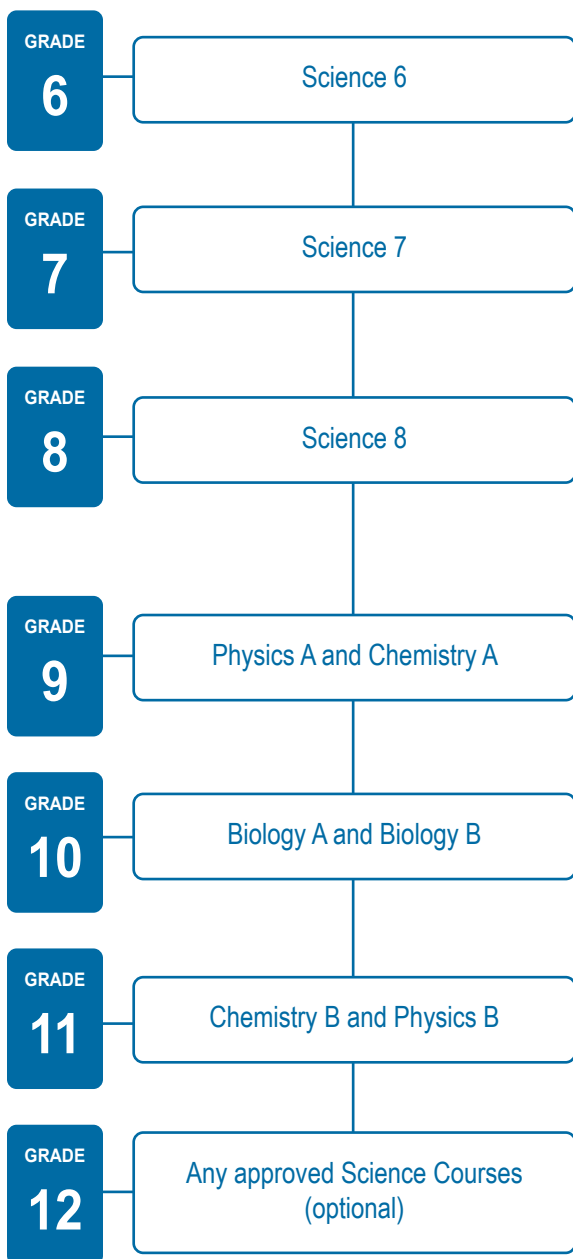 GRADE
6
Science 6
GRADE
7
Science 7
GRADE
8
Science 8
GRADE
9
Physics A and Chemistry A
GRADE
10
Biology A and Biology B
GRADE
11
Chemistry B and Physics B
GRADE
12
Any approved Science Courses
(optional)